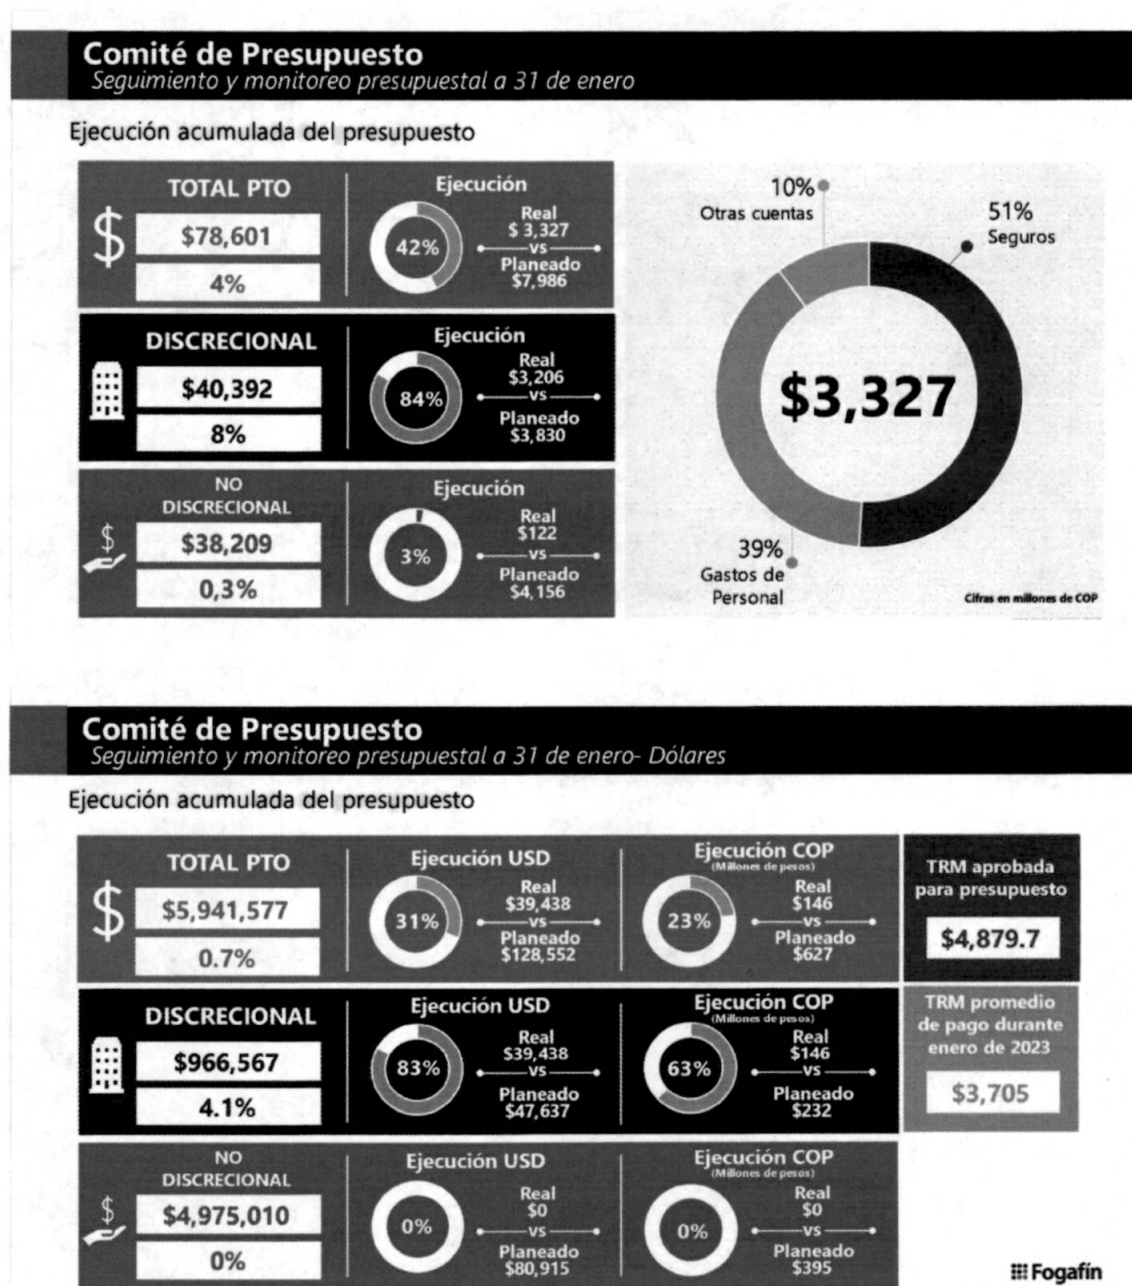 Comité de Presupuesto
Seguimiento y monitoreo presupuestal a 31 de enero
Ejecución acumulada del presupuesto
TOTAL PTO
$78,601
4%
Ejecución
42%
Real
$ 3,327
vs
Planeado
$7,986
DISCRECIONAL
$40,392
8%
Ejecución
84%
Real
$3,206
vs
Planeado
$3,830
NO
DISCRECIONAL
$38,209
0,3%
Ejecución
3%
Real
$122
vs
Planeado
$4,156
10%
Otras cuentas
51%
Seguros
$3,327
39%
Gastos de
Personal
Cifras en millones de COP
Comité de Presupuesto
Seguimiento y monitoreo presupuestal a 31 de enero- Dólares
Ejecución acumulada del presupuesto
TOTAL PTO
$5,941,577
0.7%
Ejecución USD
31%
Real
$39,438
vs
Planeado
$128,552
Ejecución COP
(Millones de pesos)
23%
Real
$146
vs
Planeado
$627
TRM aprobada
para presupuesto
$4,879.7
DISCRECIONAL
$966,567
4.1%
Ejecución USD
83%
Real
$39,438
vs
Planeado
$47,637
Ejecución COP
(Millones de pesos)
63%
Real
$146
vs
Planeado
$232
TRM promedio
de pago durante
enero de 2023
$3,705
NO
DISCRECIONAL
$4,975,010
0%
Ejecución USD
0%
Real
$0
vs
Planeado
$80,915
Ejecución COP
(Millones de pesos)
0%
Real
$0
vs
Planeado
$395
Fogafín